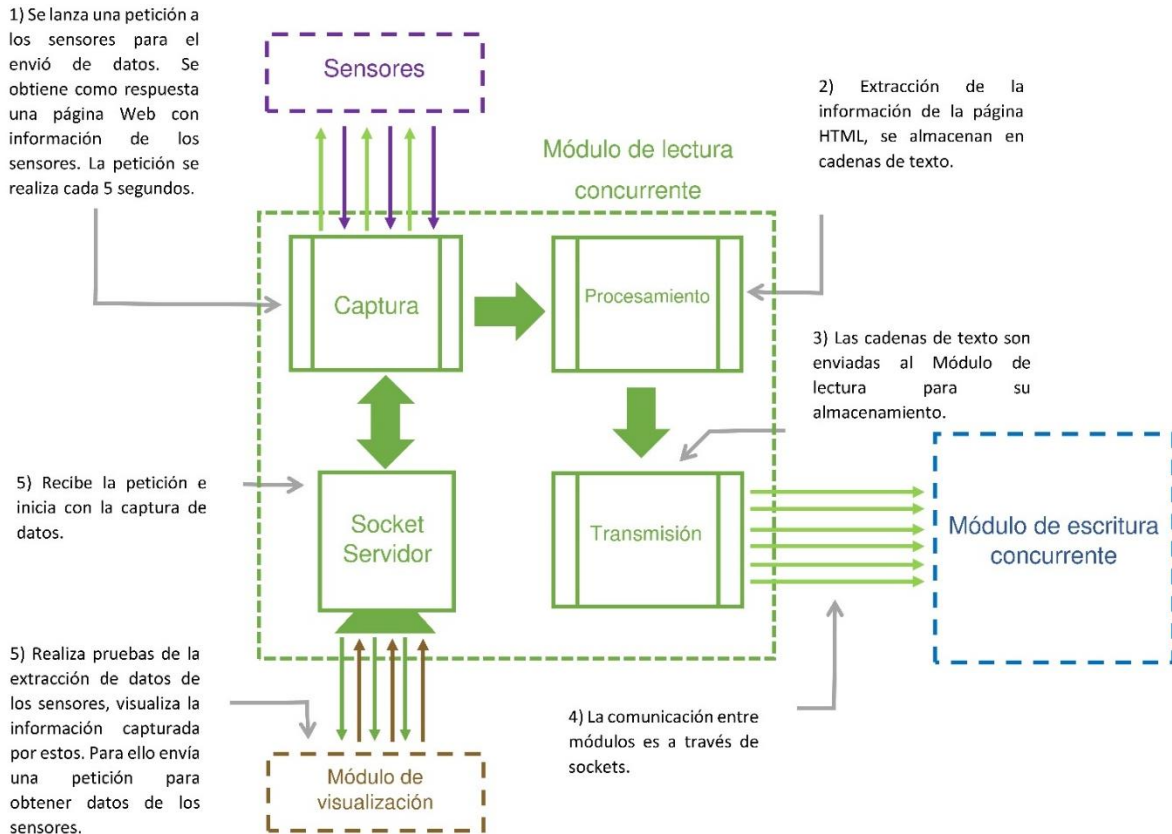 1) Se lanza una petición a
los sensores para el
envió de datos. Se
obtiene como respuesta
una página Web con
información de los
sensores. La petición se
realiza cada 5 segundos.
Sensores
2) Extracción de la
información de la página
HTML, se almacenan en
cadenas de texto.
Módulo de lectura
concurrente
Captura
Procesamiento
3) Las cadenas de texto son
enviadas al Módulo de
lectura para su
almacenamiento.
5) Recibe la petición e
inicia con la captura de
datos.
Socket
Servidor
Transmisión
Módulo de escritura
concurrente
5) Realiza pruebas de la
extracción de datos de
los sensores, visualiza la
información capturada
por estos. Para ello envía
una petición para
obtener datos de los
sensores.
4) La comunicación entre
módulos es a través de
sockets.
Módulo de
visualización